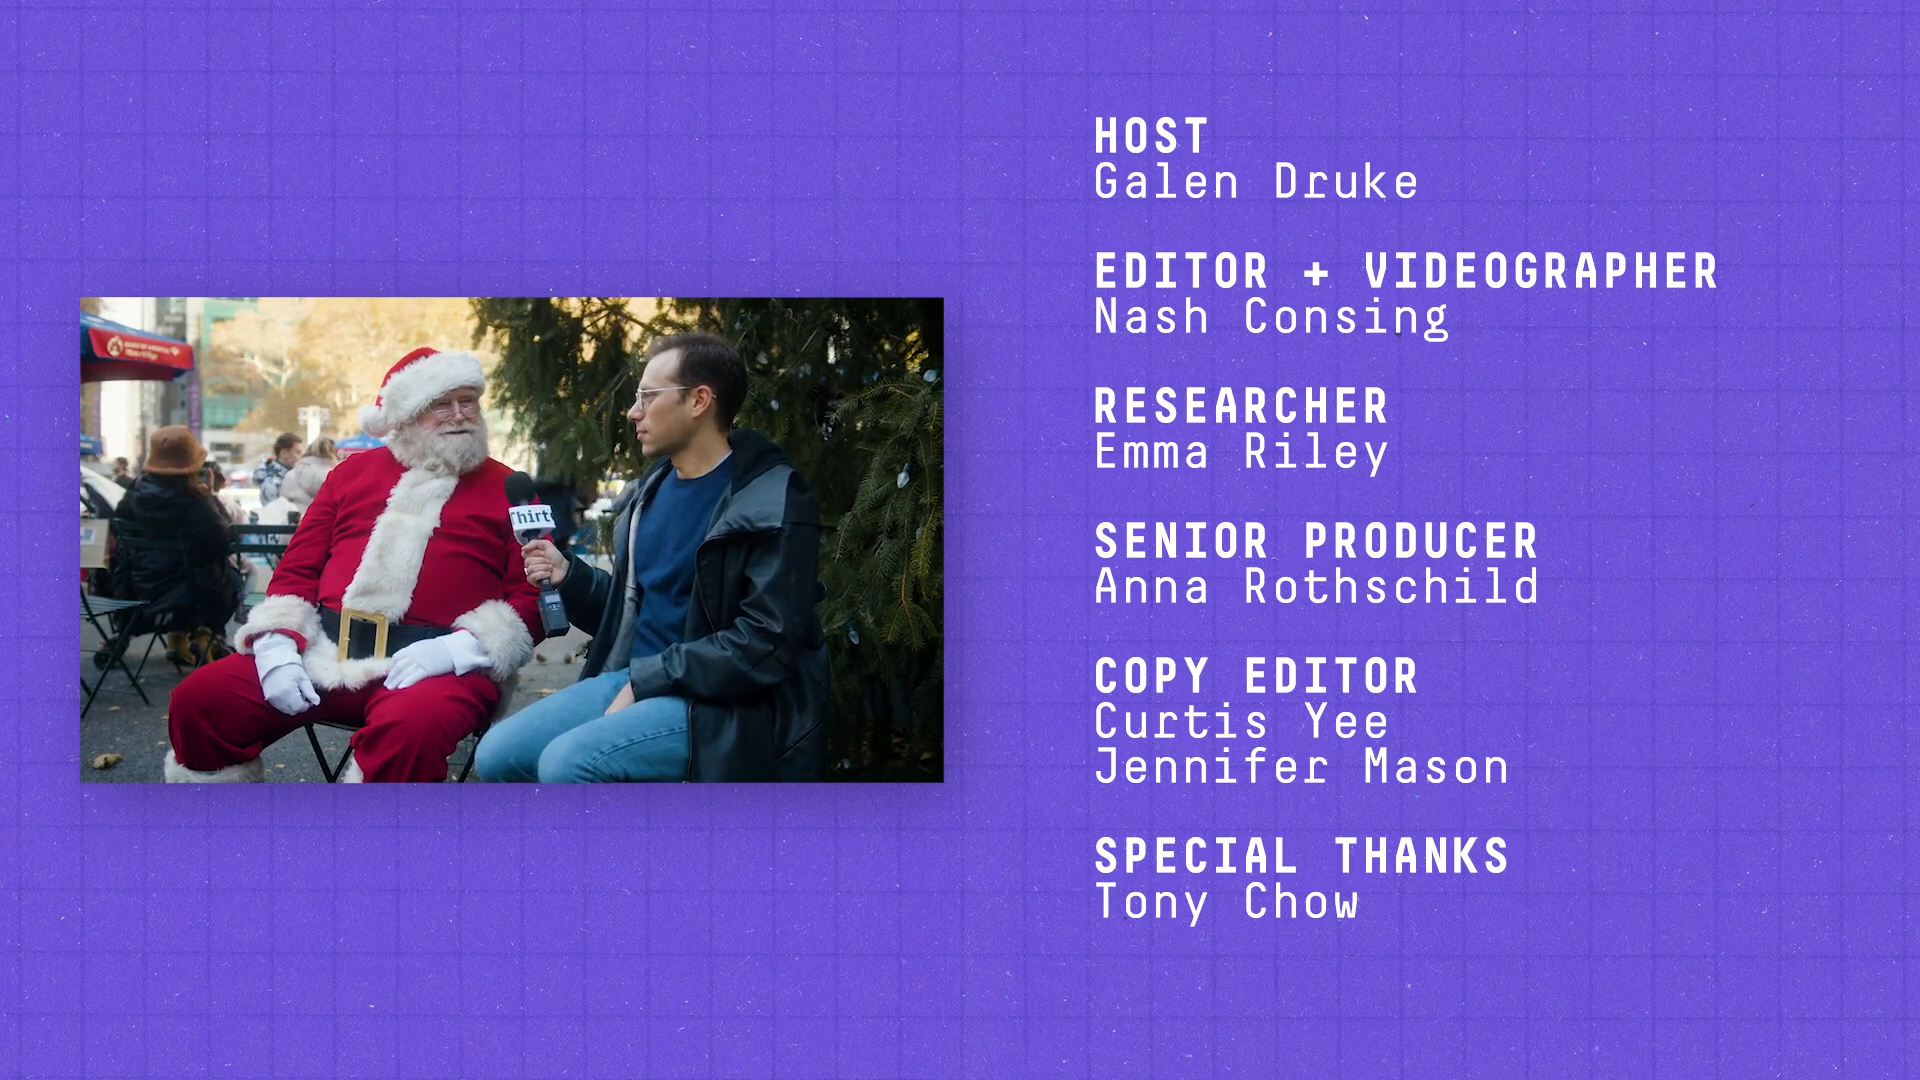 HOST
Galen Druke
EDITOR + VIDEOGRAPHER
Nash Consing
RESEARCHER
Emma Riley
SENIOR PRODUCER
Anna Rothschild
COPY EDITOR
Curtis Yee
Jennifer Mason
SPECIAL THANKS
Tony Chow
Thirt